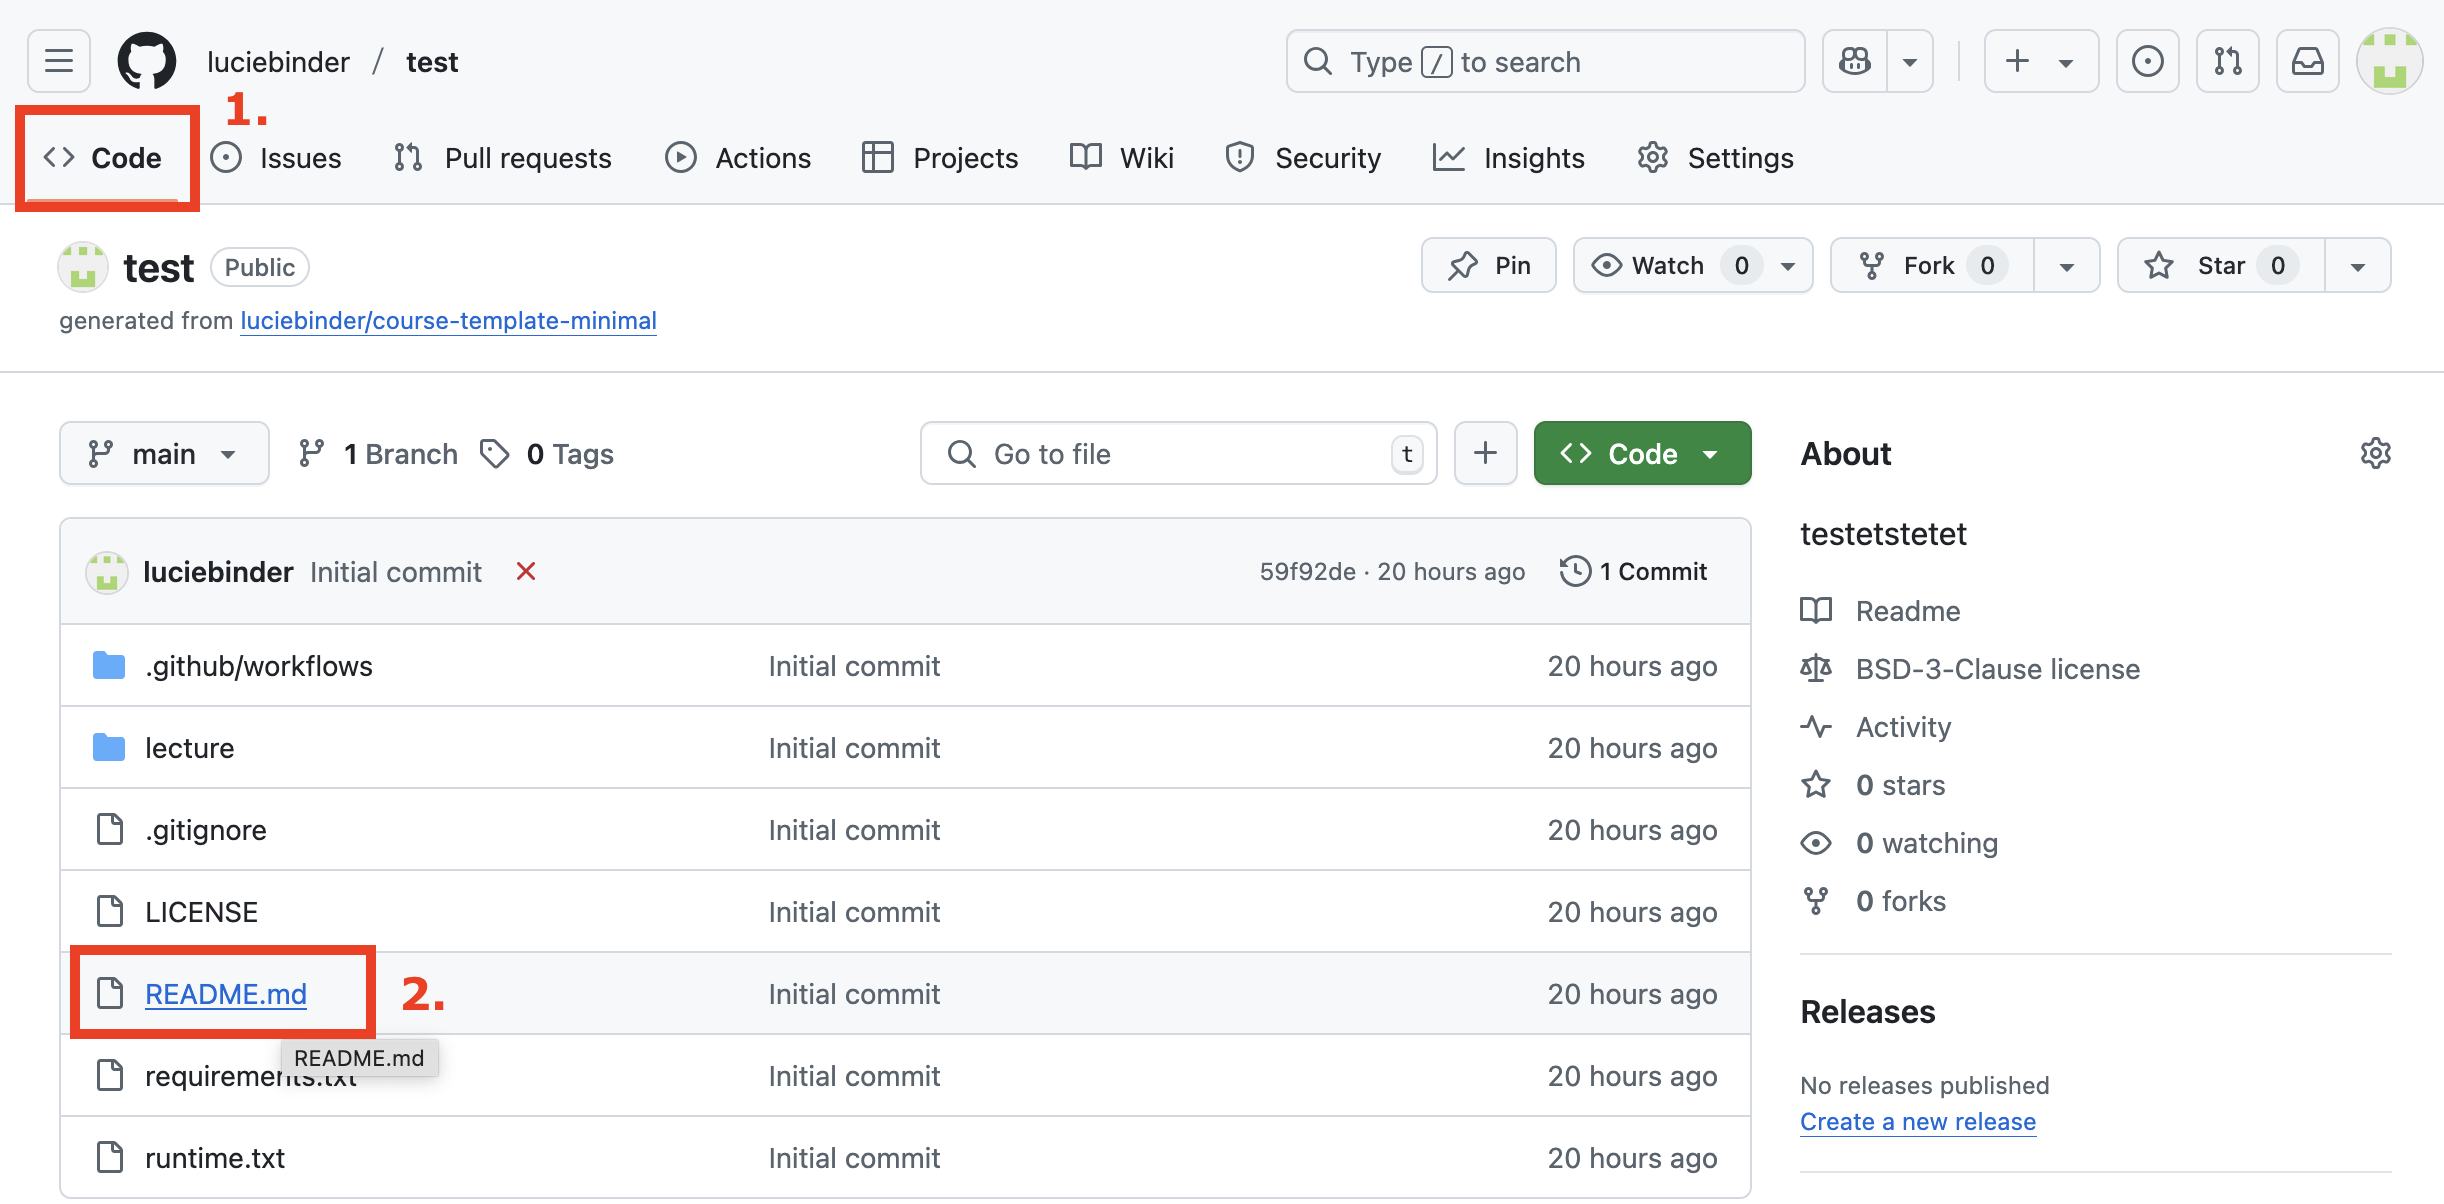 luciebinder / test
Type / to search
1.
Code
Issues
Pull requests
Actions
Projects
Wiki
Security
Insights
Settings
test Public
Pin
Watch 0
Fork 0
Star 0
generated from luciebinder/course-template-minimal
main
1 Branch
0 Tags
Go to file t
Code
luciebinder Initial commit 59f92de · 20 hours ago 1 Commit
.github/workflows Initial commit 20 hours ago
lecture Initial commit 20 hours ago
.gitignore Initial commit 20 hours ago
LICENSE Initial commit 20 hours ago
README.md 2. Initial commit 20 hours ago
README.md
requirements.txt Initial commit 20 hours ago
runtime.txt Initial commit 20 hours ago
About
testetstetet
Readme
BSD-3-Clause license
Activity
0 stars
0 watching
0 forks
Releases
No releases published
Create a new release